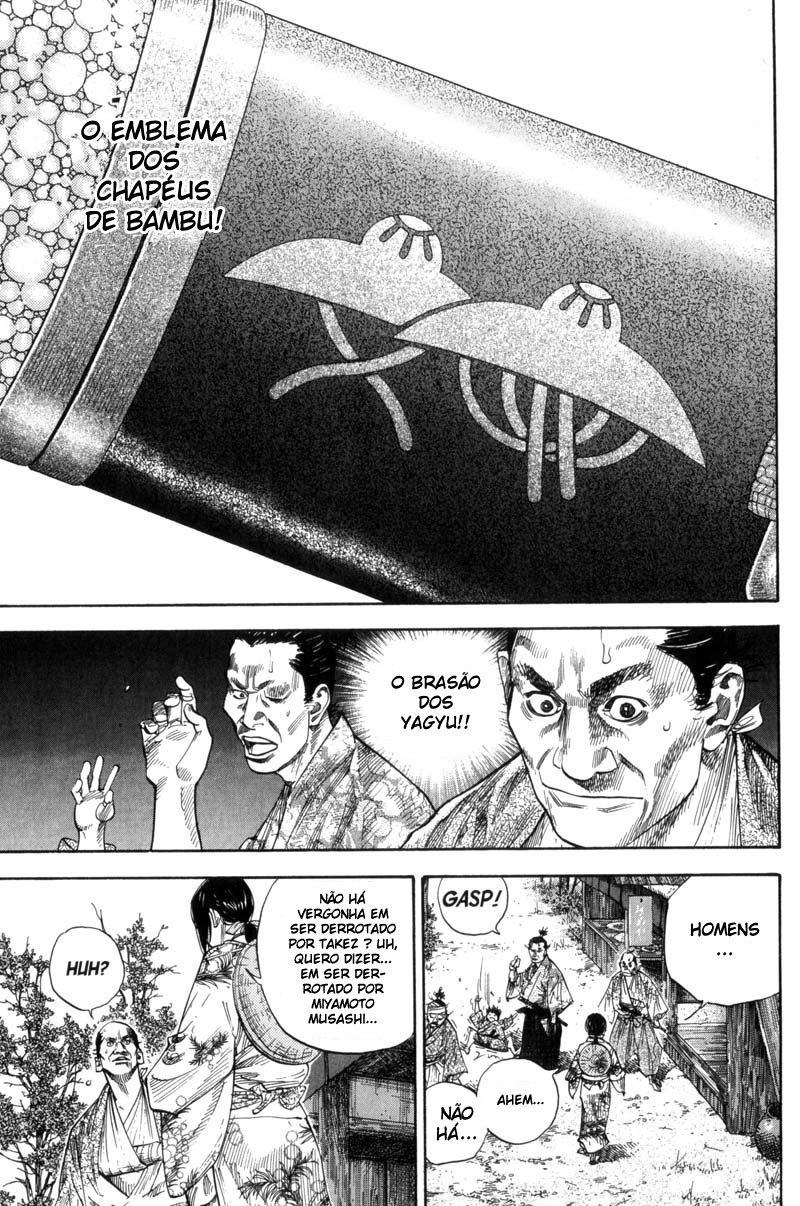 O EMBLEMA
DOS
CHAPÉUS
DE BAMBU!
O BRASÃO
DOS
YAGYU!!
HOMENS
...
GASP!
AHEM...
NÃO
HÁ...
NÃO HÁ
VERGONHA EM
SER DERROTADO
POR TAKEZ ? UH,
QUERO DIZER...
EM SER DER-
ROTADO POR
MIYAMOTO
MUSASHI...
HUH?